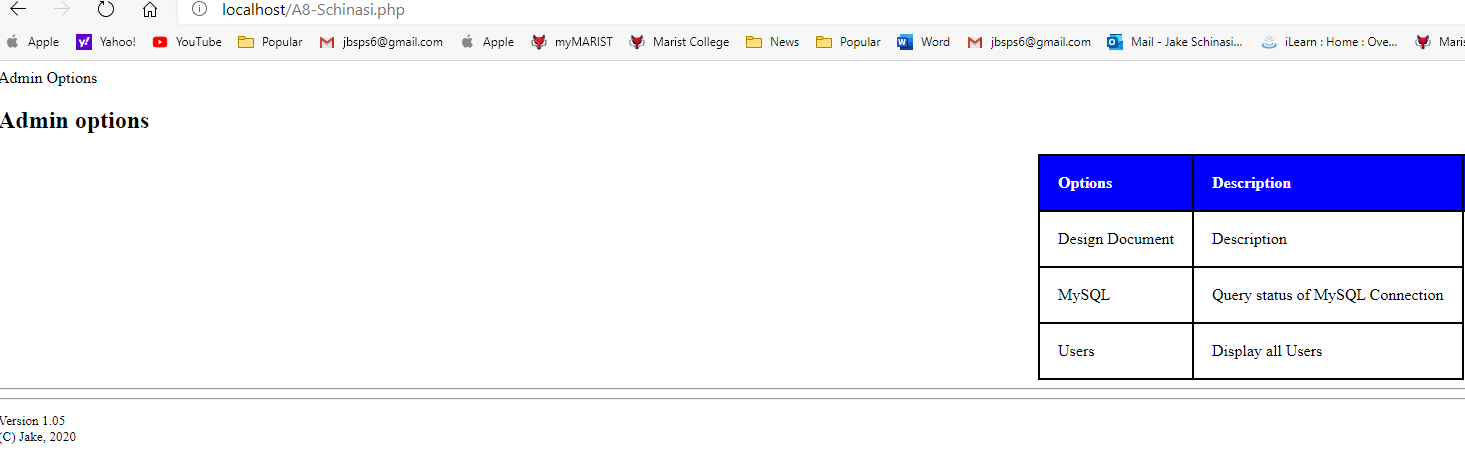 localhost/A8-Schinasi.php
Apple Yahoo! YouTube Popular jbsps6@gmail.com Apple myMARIST Marist College News Popular Word jbsps6@gmail.com Mail - Jake Schinasi... iLearn : Home : Ove... Maris
Admin Options
Admin options
Options Description
Design Document Description
MySQL Query status of MySQL Connection
Users Display all Users
Version 1.05
(C) Jake, 2020